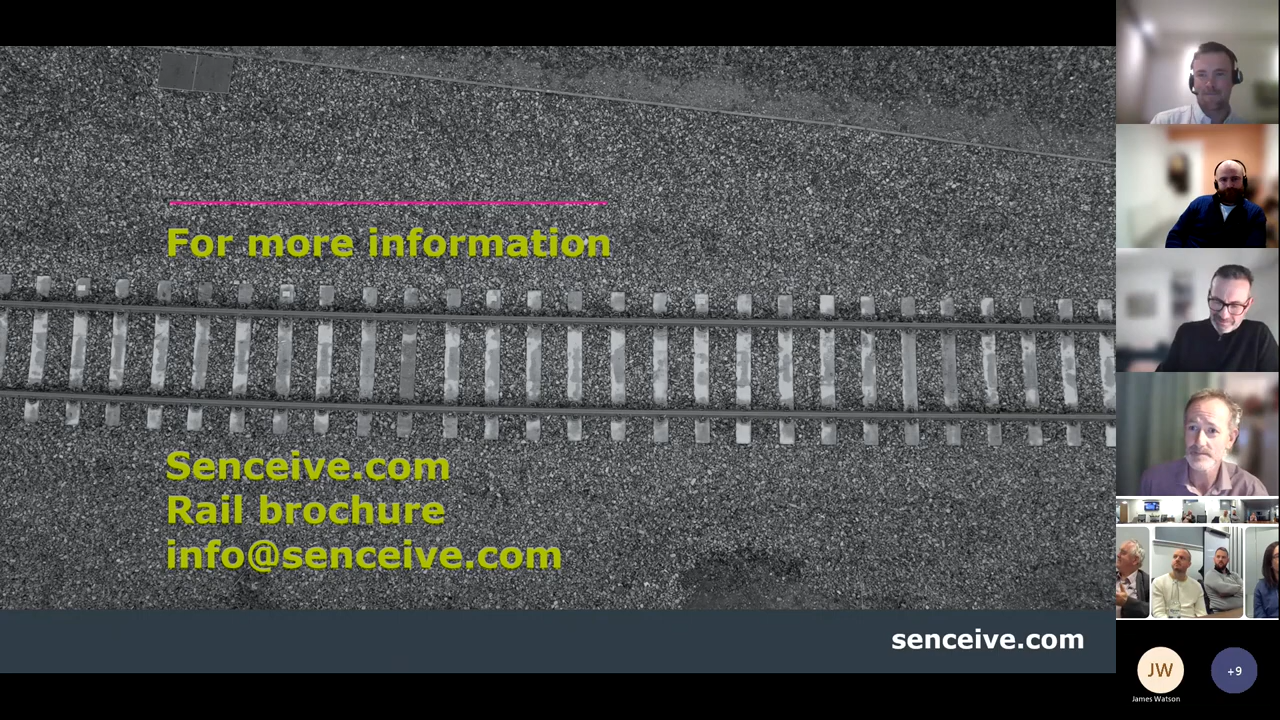 For more information
Senceive.com
Rail brochure
info@senceive.com
senceive.com
JW
James Watson
+9